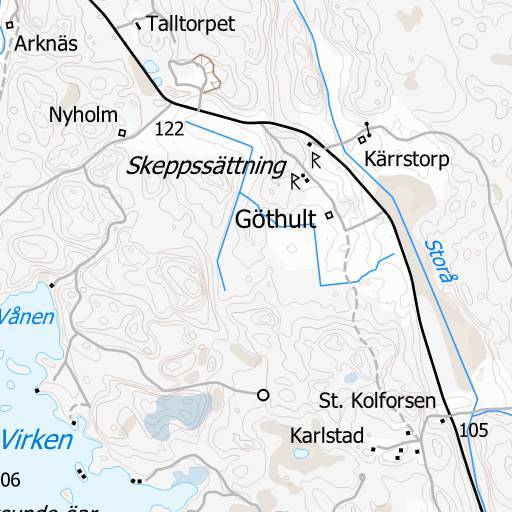 Talltorpet
Arknäs
Nyholm
122
Skeppssättning
R
Kärrstorp
R
Göthult
Storå
Vånen
St. Kolforsen
Karlstad
105
Virken
06